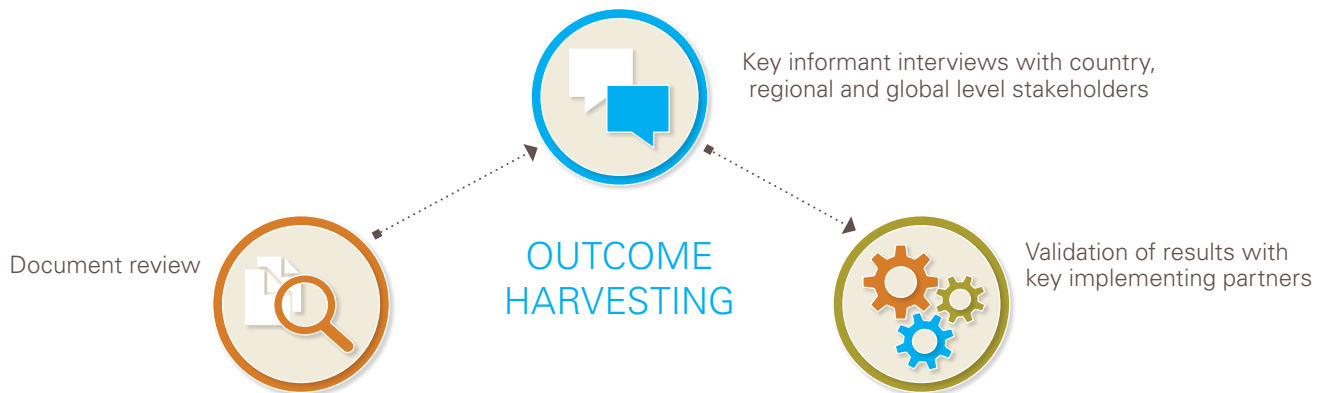 Key informant interviews with country,
regional and global level stakeholders
Document review
OUTCOME
HARVESTING
Validation of results with
key implementing partners